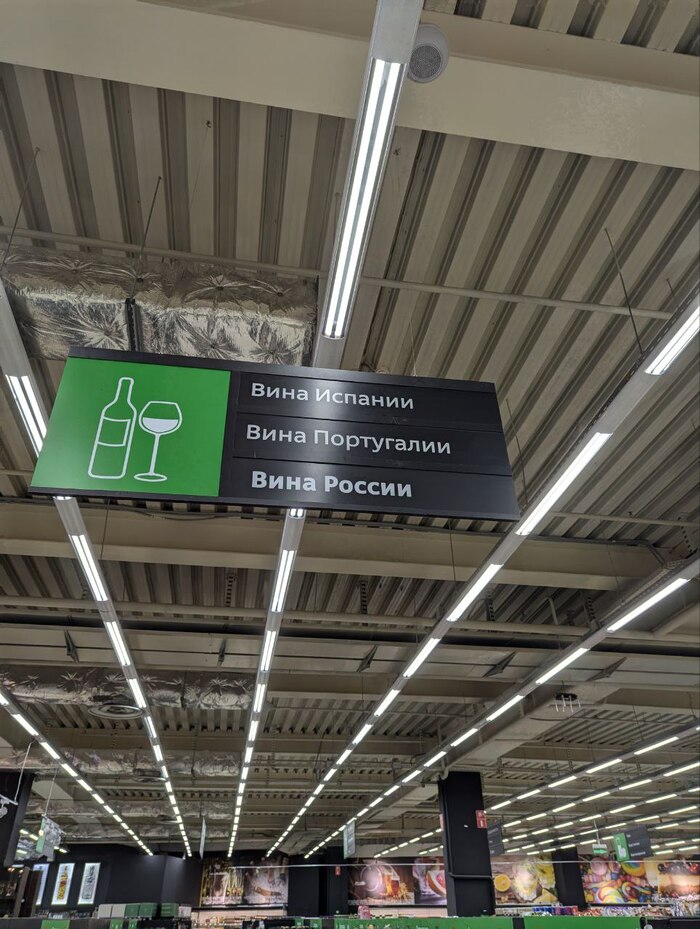 Вина Испании
Вина Португалии
Вина России